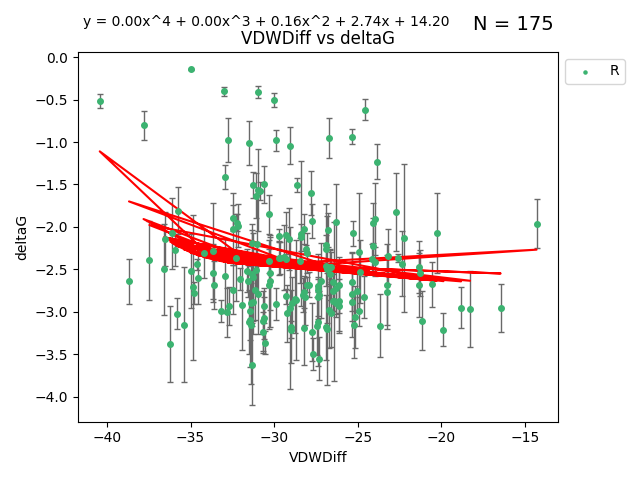 y = 0.00x^4 + 0.00x^3 + 0.16x^2 + 2.74x + 14.20
N = 175
VDWDiff vs deltaG
R
0.0
−0.5
−1.0
−1.5
−2.0
−2.5
−3.0
−3.5
−4.0
deltaG
−40 −35 −30 −25 −20 −15
VDWDiff